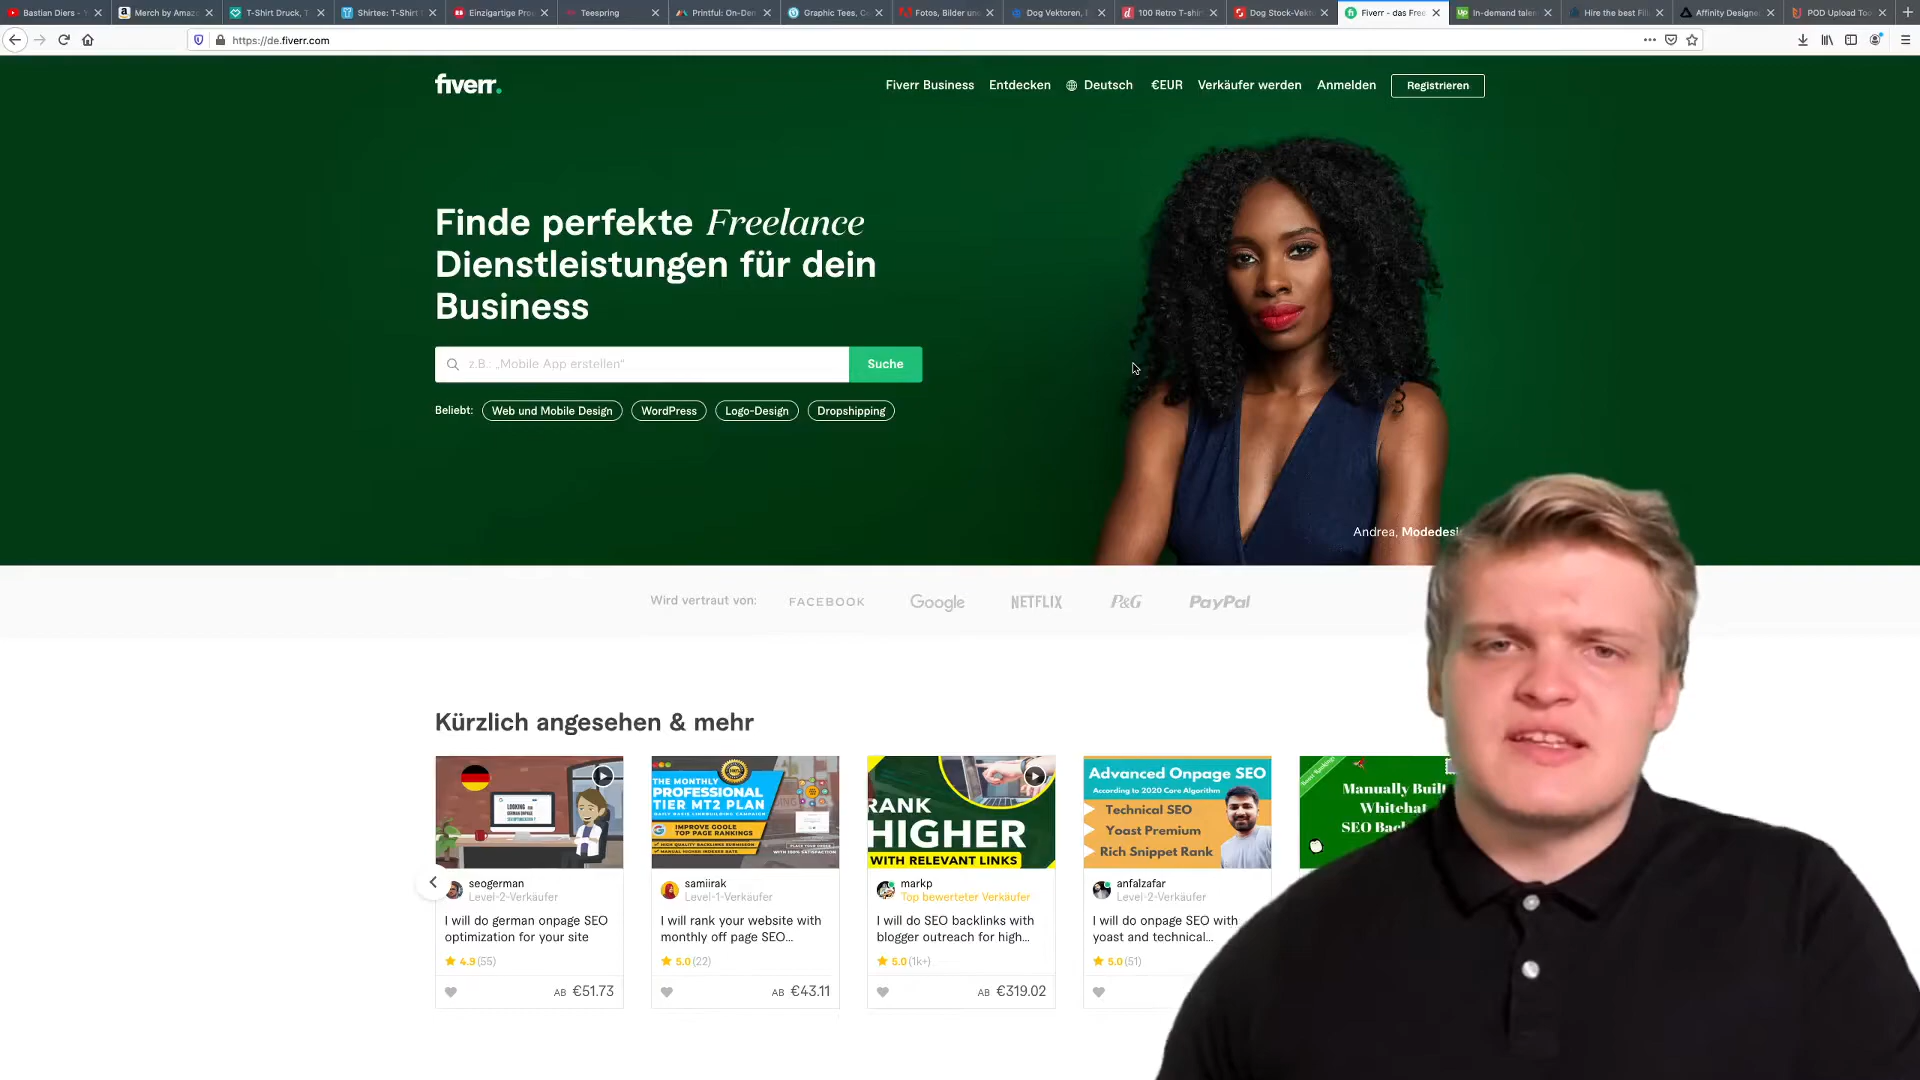 Bastian Diers - Y
Merch by Amaz
T-Shirt Druck, T
Shirtee: T-Shirt
Einzigartige Pro
Teespring
Printful: On-De
Graphic Tees, C
Fotos, Bilder un
Dog Vektoren,
100 Retro T-shi
Dog Stock-Vekt
Fiverr - das Fre
In-demand talen
Hire the best Fil
Affinity Designe
POD Upload Too
https://de.fiverr.com
fiverr.
Fiverr Business
Entdecken
Deutsch
€EUR
Verkäufer werden
Anmelden
Registrieren
Finde perfekte Freelance
Dienstleistungen für dein
Business
z.B.: „Mobile App erstellen“
Suche
Beliebt:
Web und Mobile Design
WordPress
Logo-Design
Dropshipping
Andrea, Modedesi
Wird vertraut von:
FACEBOOK
Google
NETFLIX
P&G
PayPal
Kürzlich angesehen & mehr
seogerman
Level-2-Verkäufer
I will do german onpage SEO
optimization for your site
4.9 (55)
AB €51.73
THE MONTHLY
PROFESSIONAL
TIER MT2 PLAN
IMPROVE GOOLE
TOP PAGE RANKINGS
samiirak
Level-1-Verkäufer
I will rank your website with
monthly off page SEO...
5.0 (22)
AB €43.11
RANK
HIGHER
WITH RELEVANT LINKS
markp
Top bewerteter Verkäufer
I will do SEO backlinks with
blogger outreach for high...
5.0 (1k+)
AB €319.02
Advanced Onpage SEO
According to 2020 Core Algorithm
Technical SEO
Yoast Premium
Rich Snippet Rank
anfalzafar
Level-2-Verkäufer
I will do onpage SEO with
yoast and technical...
5.0 (51)
Manually Buil
Whitehat
SEO Bac